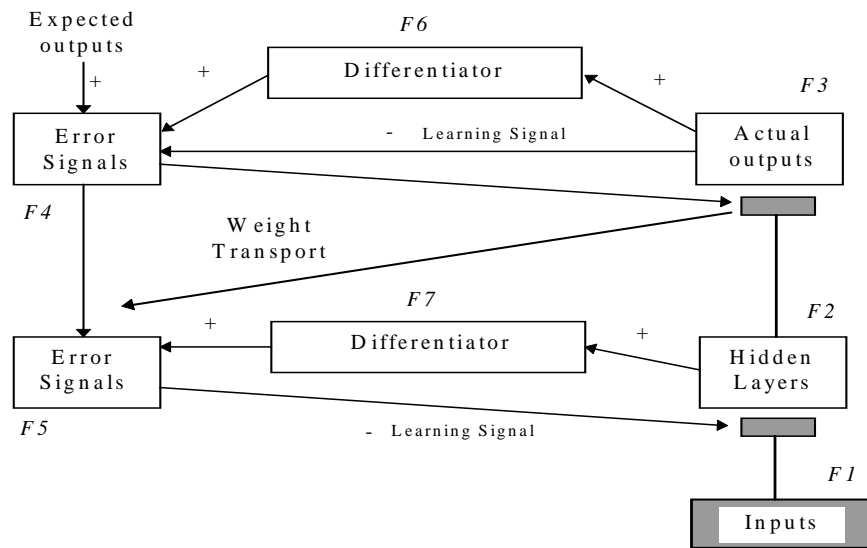 Expected
outputs
+
F6
+
Differentiator
+
F3
Error
Signals
- Learning Signal
Actual
outputs
F4
Weight
Transport
F7
F2
+
Differentiator
+
Error
Signals
Hidden
Layers
F5
- Learning Signal
F1
Inputs